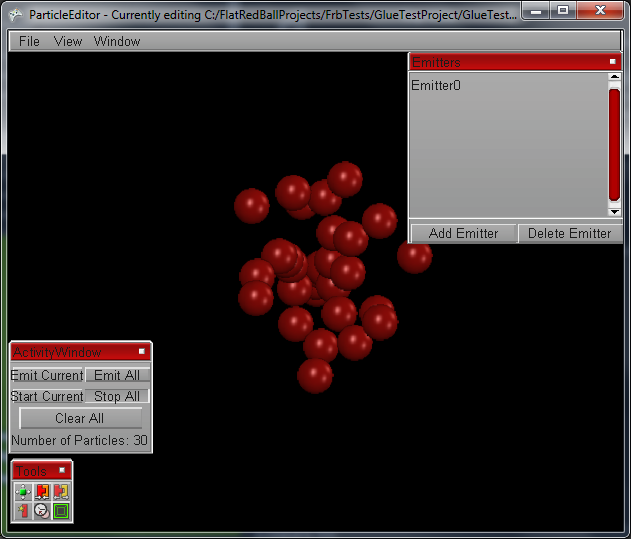 ParticleEditor - Currently editing C:/FlatRedBallProjects/FrbTests/GlueTestProject/GlueTest...
File View Window
Emitters
Emitter0
Add Emitter Delete Emitter
ActivityWindow
Emit Current Emit All
Start Current Stop All
Clear All
Number of Particles: 30
Tools